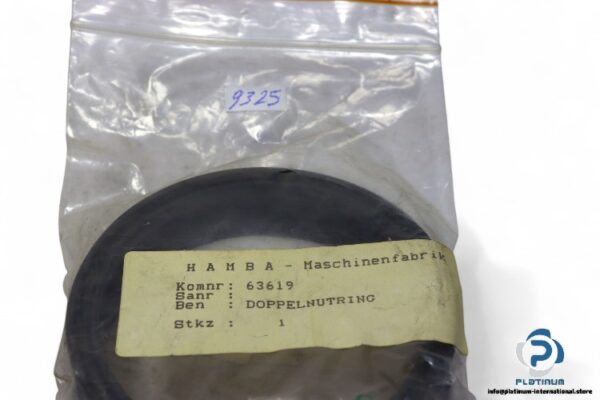 9325
HAMBA - Maschinenfabrik
Komnr: 63619
Sanr :
Ben : DOPPELNUTRING
Stkz : 1
PLATINUM
info@platinum-international.store